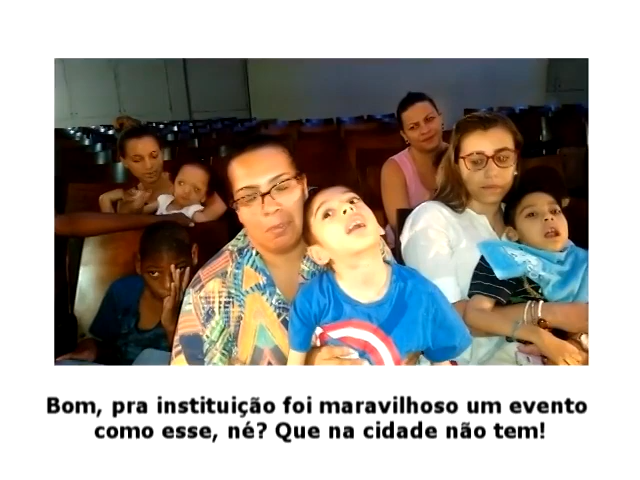 Bom, pra instituição foi maravilhoso um evento
como esse, né? Que na cidade não tem!